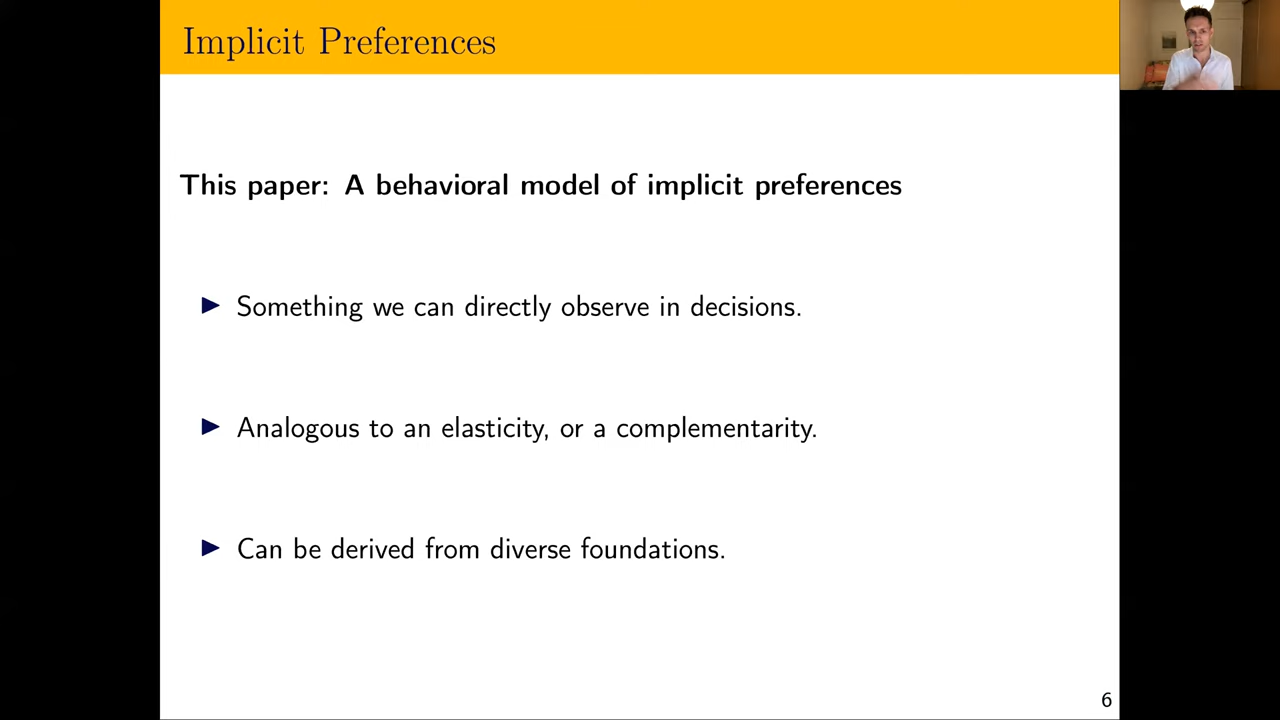 Implicit Preferences
This paper: A behavioral model of implicit preferences
▶ Something we can directly observe in decisions.
▶ Analogous to an elasticity, or a complementarity.
▶ Can be derived from diverse foundations.
6